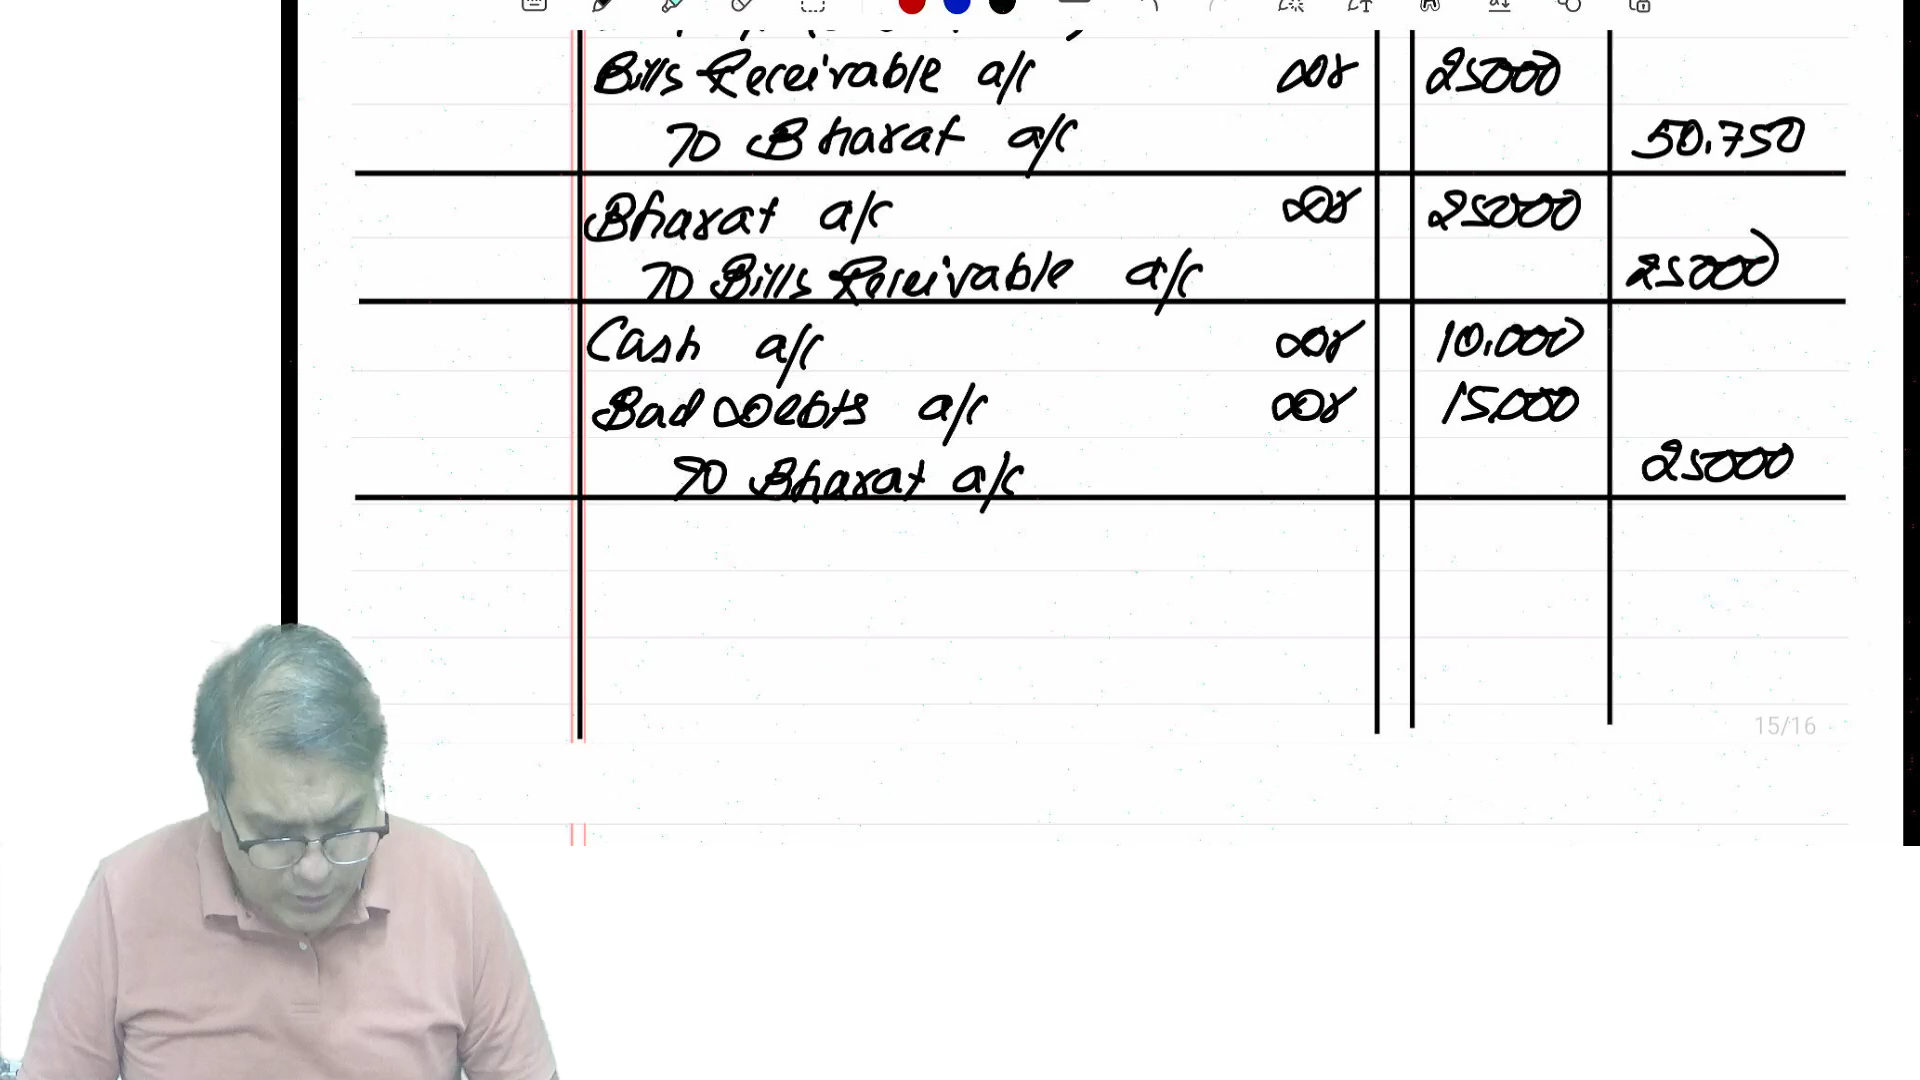 Bills Receivable a/c Dr 25000
To Bharat a/c 50,750
Bharat a/c Dr 25000
To Bills Receivable a/c 25000
Cash a/c Dr 10,000
Bad Debts a/c Dr 15,000
To Bharat a/c 25000
15/16